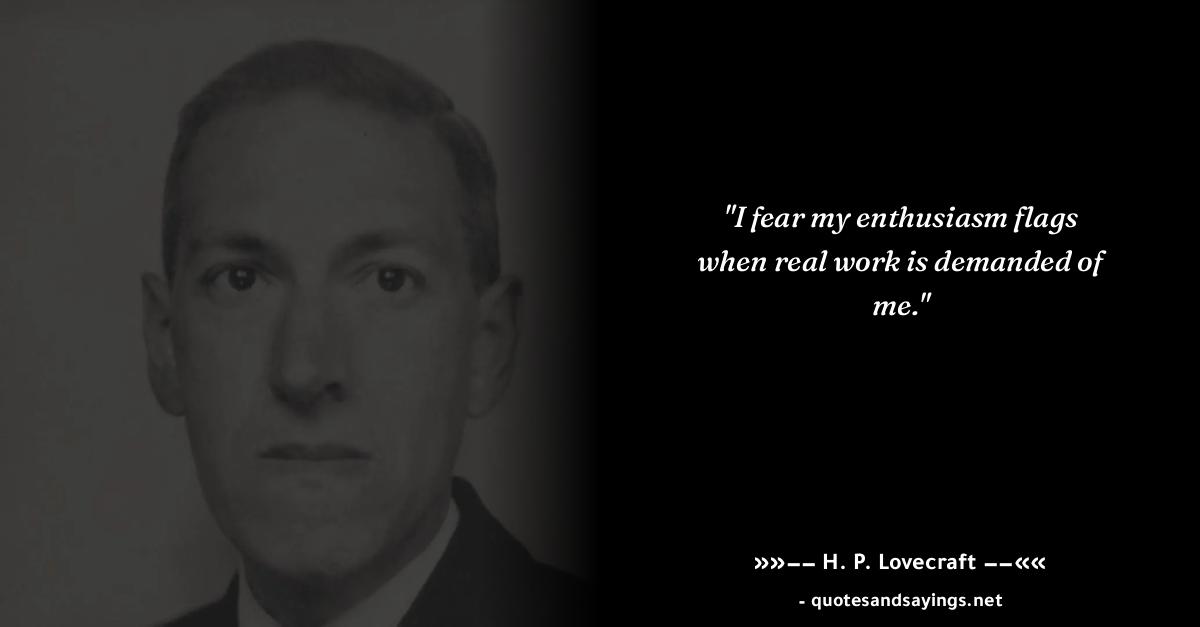 "I fear my enthusiasm flags
when real work is demanded of
me."
»»−− H. P. Lovecraft −−««
- quotesandsayings.net